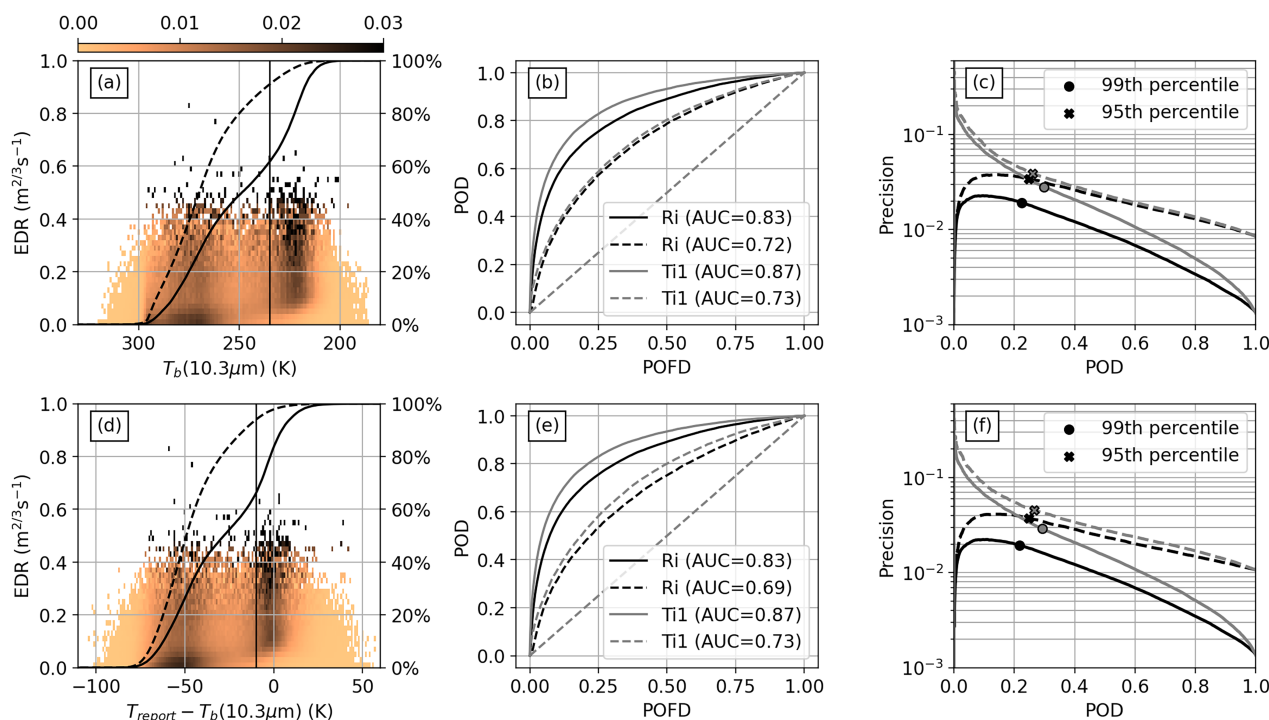 0.00 0.01 0.02 0.03
(a)
1.0 0.8 0.6 0.4 0.2 0.0
EDR (m^{2/3}s^{−1})
100% 80% 60% 40% 20% 0%
300 250 200
T_b(10.3μm) (K)
(b)
1.0 0.8 0.6 0.4 0.2 0.0
POD
Ri (AUC=0.83)
Ri (AUC=0.72)
Ti1 (AUC=0.87)
Ti1 (AUC=0.73)
0.00 0.25 0.50 0.75 1.00
POFD
(c)
99th percentile
95th percentile
10^{−1} 10^{−2} 10^{−3}
Precision
0.0 0.2 0.4 0.6 0.8 1.0
POD
(d)
1.0 0.8 0.6 0.4 0.2 0.0
EDR (m^{2/3}s^{−1})
100% 80% 60% 40% 20% 0%
−100 −50 0 50
T_{report} − T_b(10.3μm) (K)
(e)
1.0 0.8 0.6 0.4 0.2 0.0
POD
Ri (AUC=0.83)
Ri (AUC=0.69)
Ti1 (AUC=0.87)
Ti1 (AUC=0.73)
0.00 0.25 0.50 0.75 1.00
POFD
(f)
99th percentile
95th percentile
10^{−1} 10^{−2} 10^{−3}
Precision
0.0 0.2 0.4 0.6 0.8 1.0
POD